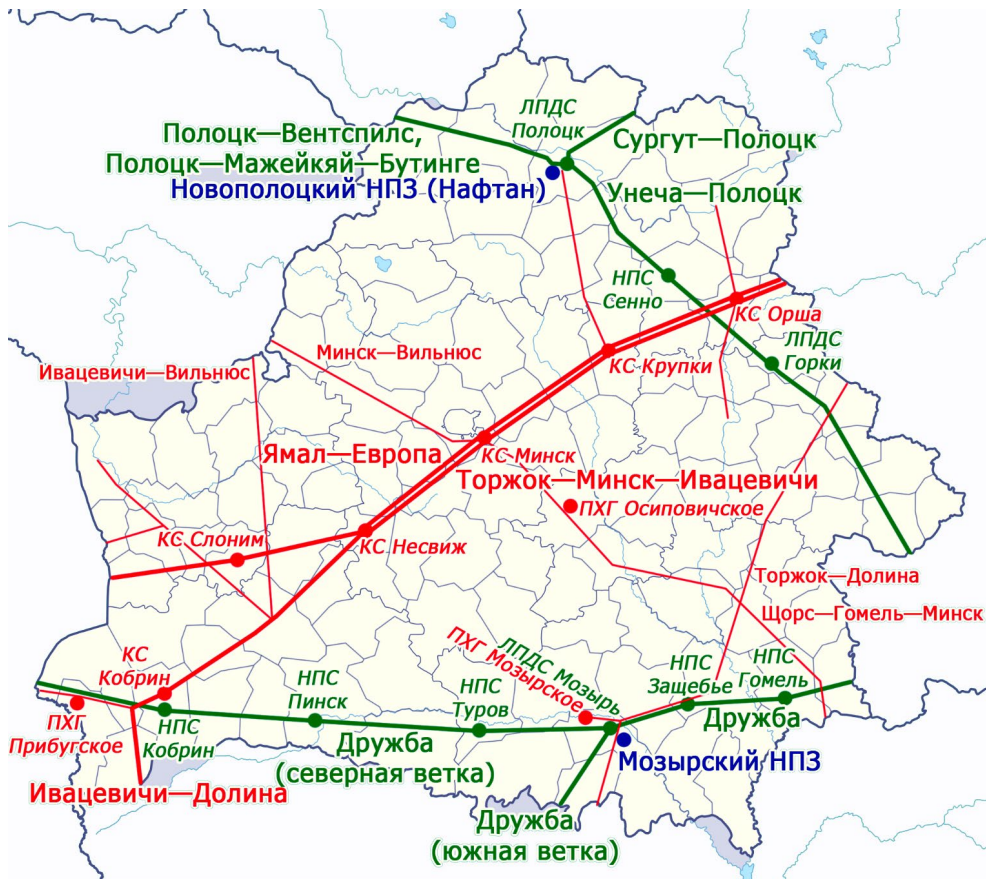 ЛПДС
Полоцк
Полоцк—Вентспилс,
Полоцк—Мажейкяй—Бутинге
Новополоцкий НПЗ (Нафтан)
Сургут—Полоцк
Унеча—Полоцк
НПС
Сенно
КС Орша
ЛПДС
Горки
Минск—Вильнюс
КС Крупки
Ивацевичи—Вильнюс
Ямал—Европа
КС Минск
Торжок—Минск—Ивацевичи
ПХГ Осиповичское
КС Слоним
КС Несвиж
Торжок—Долина
Щорс—Гомель—Минск
КС
Кобрин
НПС
Пинск
НПС
Туров
ЛПДС Мозырь
ПХГ Мозырское
НПС
Защебье
НПС
Гомель
ПХГ
Прибугское
НПС
Кобрин
Дружба
(северная ветка)
Дружба
Мозырский НПЗ
Ивацевичи—Долина
Дружба
(южная ветка)